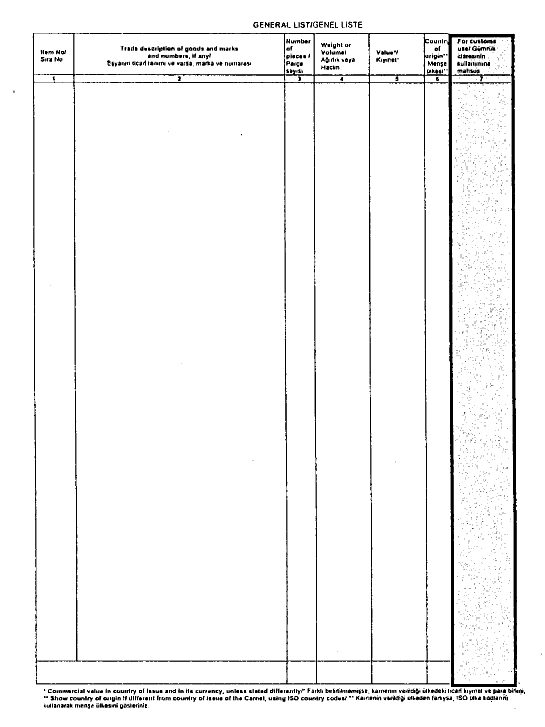 GENERAL LIST/GENEL LISTE
Item No/
Sira No
Trade description of goods and marks
and numbers, if any/
Eşyanın ticari tanımı ve varsa, marka ve numarası
Number
of
pieces /
Parça
sayısı
Weight or
Volume/
Ağırlık veya
Hacim
Value*/
Kıymet*
Country
of
origin**
Menşe
ülkesi**
For customs
use/ Gümrük
idaresinin
kullanımına
mahsus
1 2 3 4 5 6 7
* Commercial value in country of issue and in its currency, unless stated differently/* Farklı belirtilmemişse, karnenin verildiği ülkedeki ticari kıymet ve para birimi,
** Show country of origin if different from country of issue of the Carnet, using ISO country codes/ ** Karnenin verildiği ülkeden farlıysa, ISO ülke kodlarını
kullanarak menşe ülkesini gösteriniz.